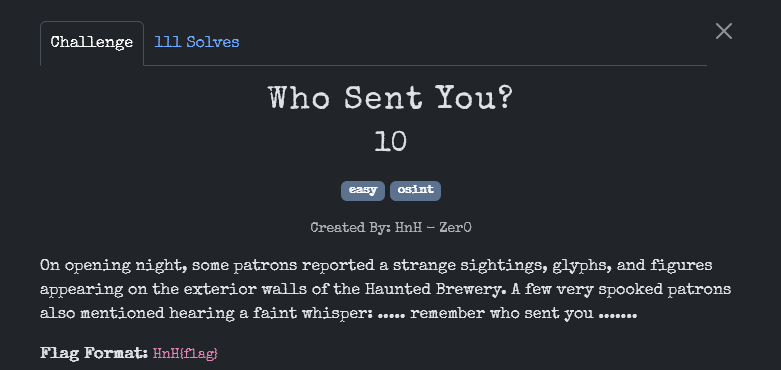 Challenge
111 Solves
Who Sent You?
10
easy osint
Created By: HnH - Zer0
On opening night, some patrons reported a strange sightings, glyphs, and figures
appearing on the exterior walls of the Haunted Brewery. A few very spooked patrons
also mentioned hearing a faint whisper: ..... remember who sent you .......
Flag Format: HnH{flag}